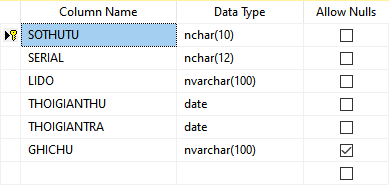 Column Name Data Type Allow Nulls
SOTHUTU nchar(10)
SERIAL nchar(12)
LIDO nvarchar(100)
THOIGIANTHU date
THOIGIANTRA date
GHICHU nvarchar(100)